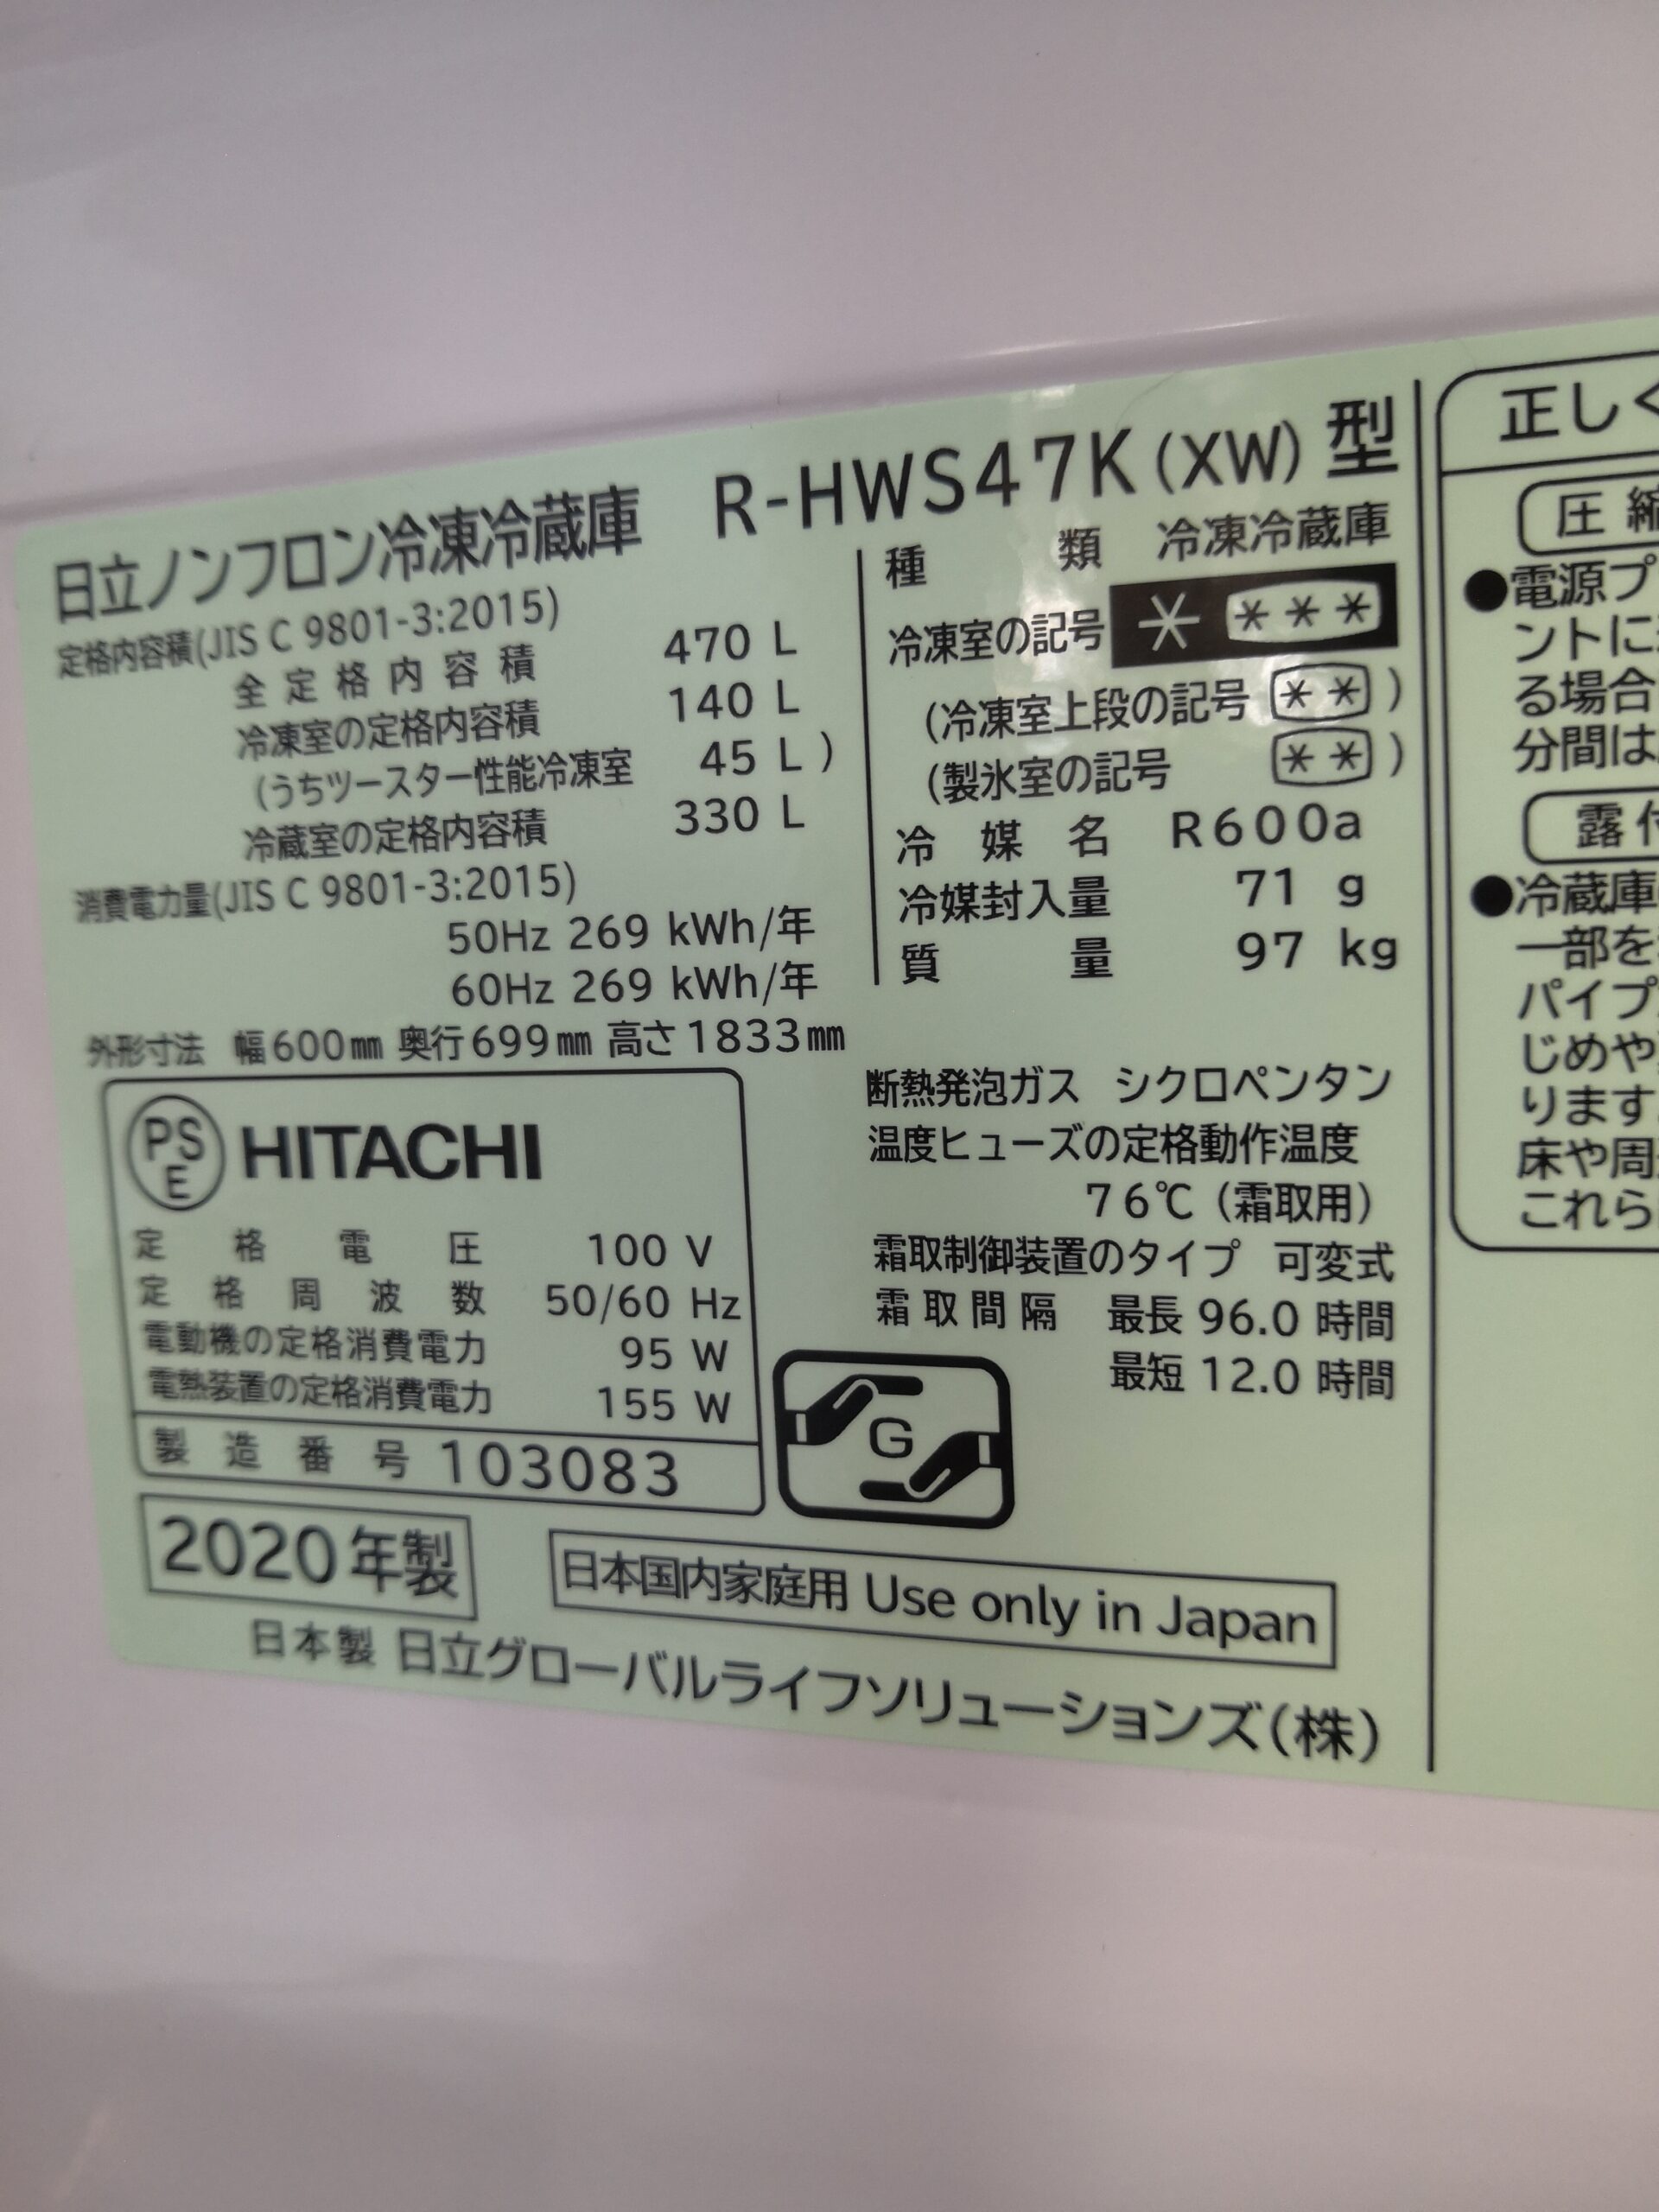 日立ノンフロン冷凍冷蔵庫 R-HWS47K(XW)型
定格内容積(JIS C 9801-3:2015)
全定格内容積 470 L
冷凍室の定格内容積 140 L
(うちツースター性能冷凍室 45 L)
冷蔵室の定格内容積 330 L
消費電力量(JIS C 9801-3:2015)
50Hz 269 kWh/年
60Hz 269 kWh/年
外形寸法 幅600㎜ 奥行699㎜ 高さ1833㎜
種類 冷凍冷蔵庫
冷凍室の記号 * ***
(冷凍室上段の記号 **)
(製氷室の記号 **)
冷媒名 R600a
冷媒封入量 71 g
質量 97 kg
断熱発泡ガス シクロペンタン
温度ヒューズの定格動作温度
76℃(霜取用)
霜取制御装置のタイプ 可変式
霜取間隔 最長 96.0 時間
最短 12.0 時間
PS
E
HITACHI
定格電圧 100 V
定格周波数 50/60 Hz
電動機の定格消費電力 95 W
電熱装置の定格消費電力 155 W
製造番号 103083
G
2020年製
日本国内家庭用 Use only in Japan
日本製 日立グローバルライフソリューションズ(株)
正しく
圧縮
●電源プ
ントに
る場合
分間は
露付
●冷蔵庫
一部を
パイプ
じめや
ります
床や周
これら